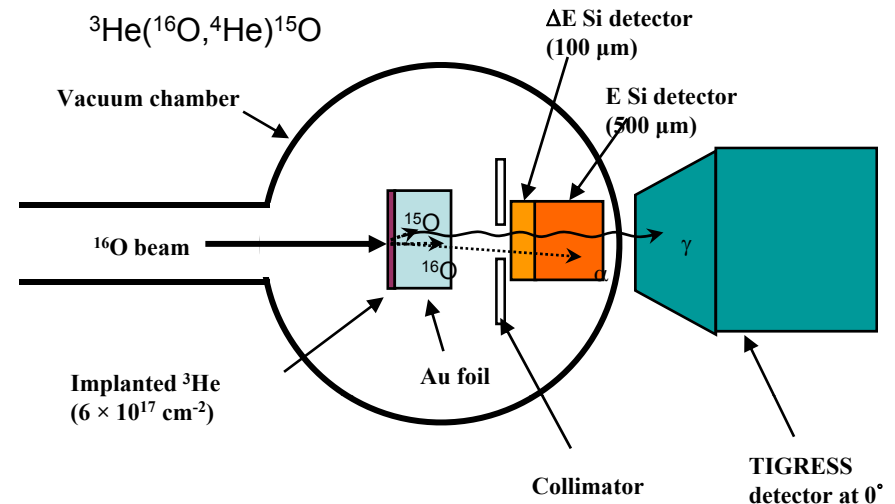 ³He(¹⁶O,⁴He)¹⁵O
ΔE Si detector
(100 μm)
Vacuum chamber
E Si detector
(500 μm)
¹⁵O
¹⁶O beam
¹⁶O
α
γ
Implanted ³He
(6 × 10¹⁷ cm⁻²)
Au foil
Collimator
TIGRESS
detector at 0°